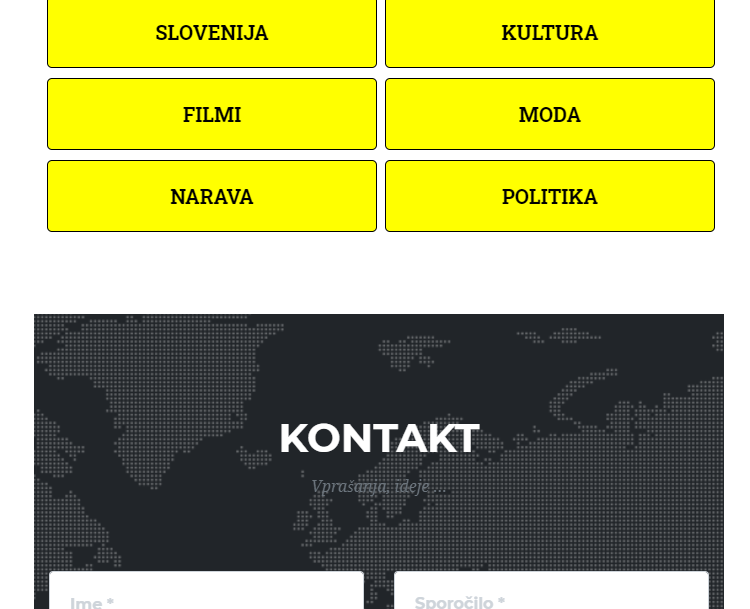 SLOVENIJA
KULTURA
FILMI
MODA
NARAVA
POLITIKA
KONTAKT
Vprašanja, ideje ...
Ime *
Sporočilo *